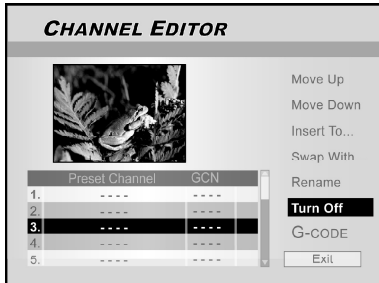 CHANNEL EDITOR
Move Up
Move Down
Insert To...
Swap With
Rename
Turn Off
G-CODE
Exit
Preset Channel GCN
1. - - - - - - - -
2. - - - - - - - -
3. - - - - - - - -
4. - - - - - - - -
5. - - - - - - - -